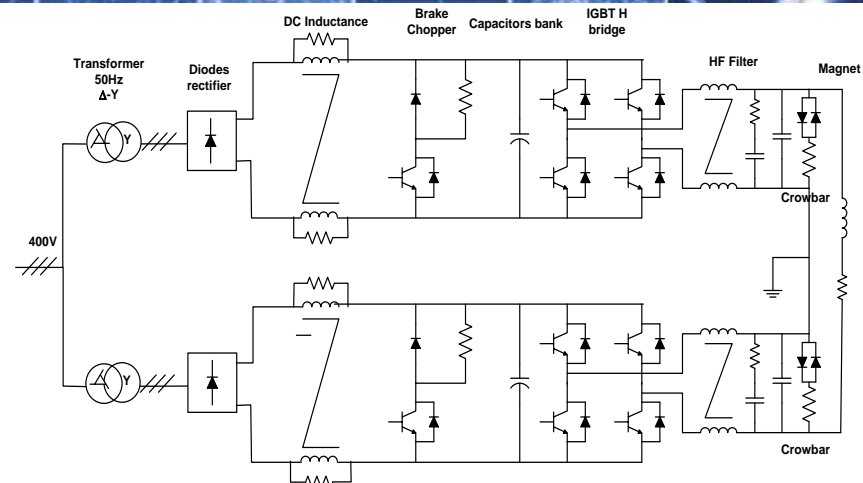 DC Inductance
Brake
Chopper
Capacitors bank
IGBT H
bridge
Transformer
50Hz
Δ-Y
Diodes
rectifier
HF Filter
Magnet
Y
Crowbar
400V
Y
Crowbar